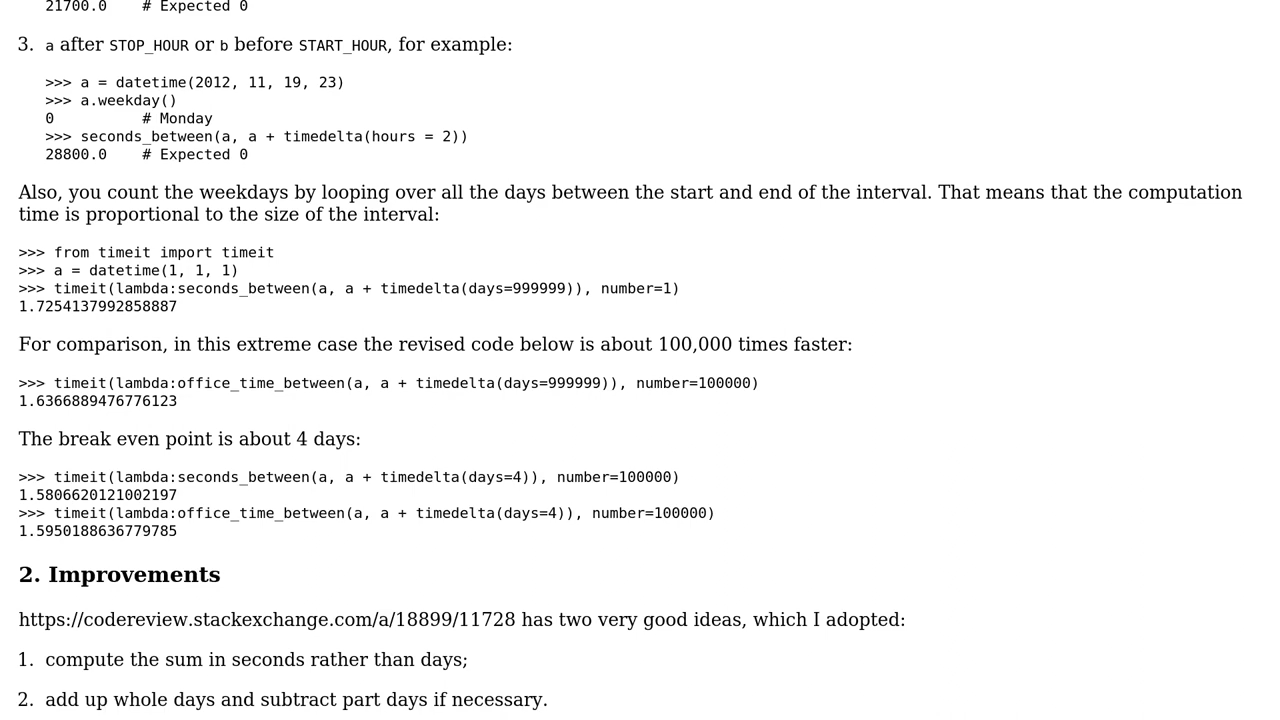 21700.0    # Expected 0
3. a after STOP_HOUR or b before START_HOUR, for example:
>>> a = datetime(2012, 11, 19, 23)
>>> a.weekday()
0          # Monday
>>> seconds_between(a, a + timedelta(hours = 2))
28800.0    # Expected 0
Also, you count the weekdays by looping over all the days between the start and end of the interval. That means that the computation
time is proportional to the size of the interval:
>>> from timeit import timeit
>>> a = datetime(1, 1, 1)
>>> timeit(lambda:seconds_between(a, a + timedelta(days=999999)), number=1)
1.7254137992858887
For comparison, in this extreme case the revised code below is about 100,000 times faster:
>>> timeit(lambda:office_time_between(a, a + timedelta(days=999999)), number=100000)
1.6366889476776123
The break even point is about 4 days:
>>> timeit(lambda:seconds_between(a, a + timedelta(days=4)), number=100000)
1.5806620121002197
>>> timeit(lambda:office_time_between(a, a + timedelta(days=4)), number=100000)
1.5950188636779785
2. Improvements
https://codereview.stackexchange.com/a/18899/11728 has two very good ideas, which I adopted:
1. compute the sum in seconds rather than days;
2. add up whole days and subtract part days if necessary.